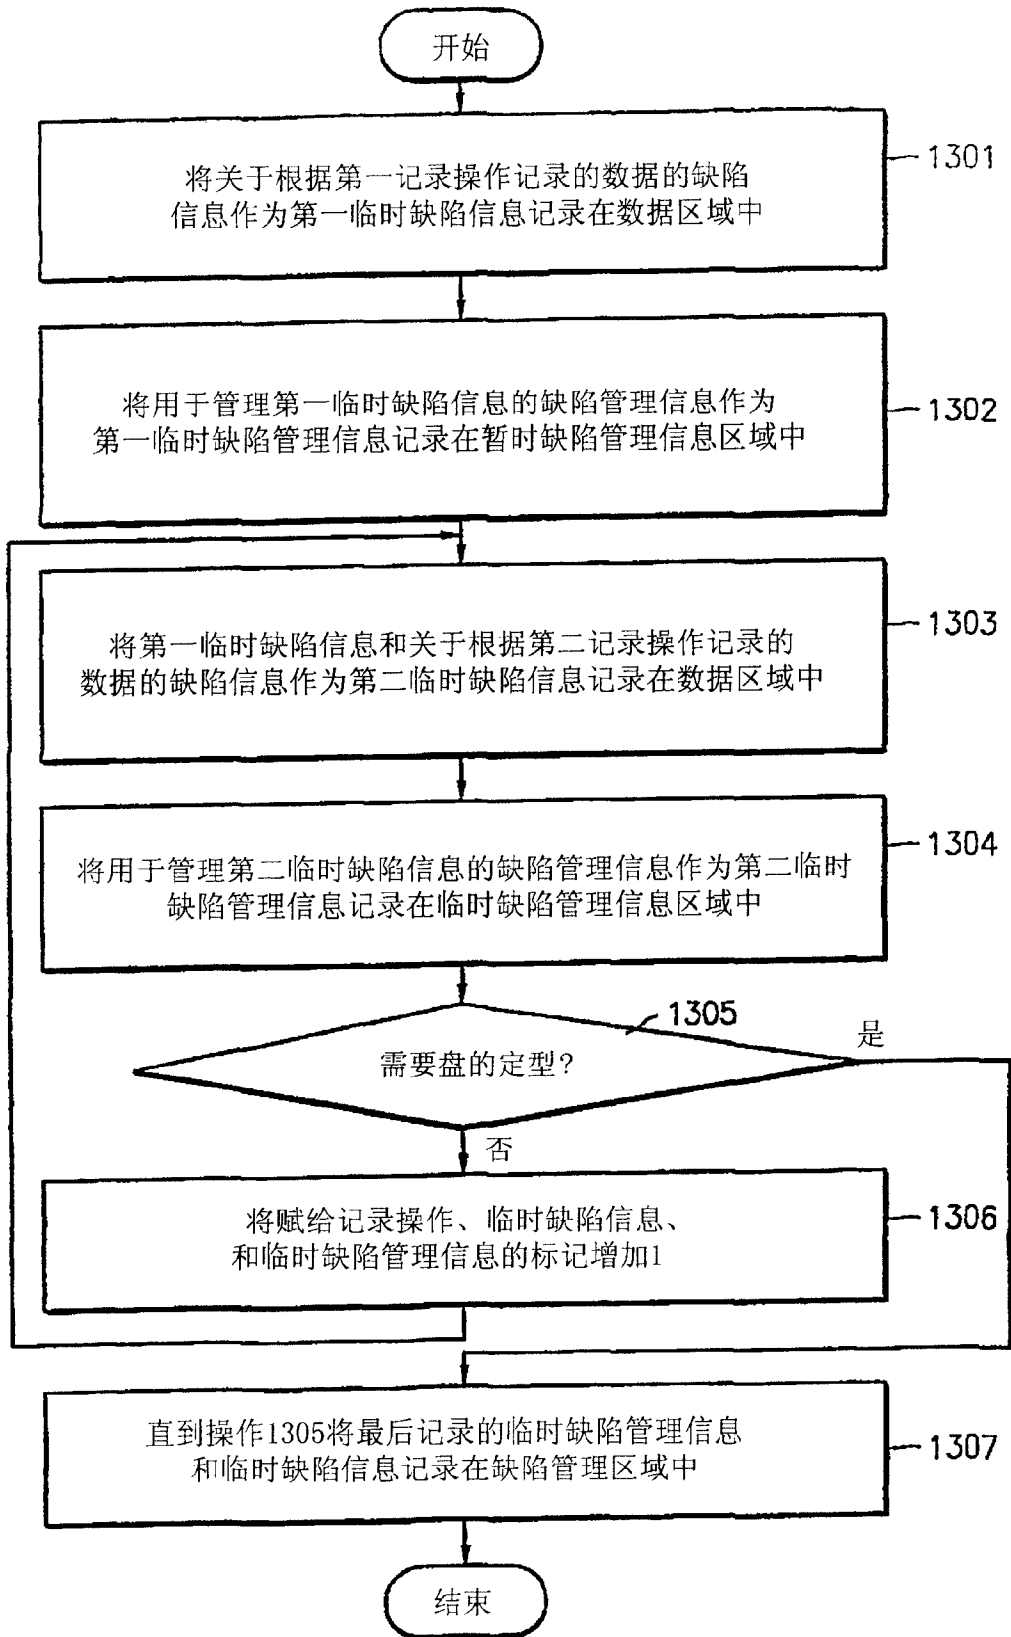 开始
将关于根据第一记录操作记录的数据的缺陷
信息作为第一临时缺陷信息记录在数据区域中
1301
将用于管理第一临时缺陷信息的缺陷管理信息作为
第一临时缺陷管理信息记录在暂时缺陷管理信息区域中
1302
将第一临时缺陷信息和关于根据第二记录操作记录的
数据的缺陷信息作为第二临时缺陷信息记录在数据区域中
1303
将用于管理第二临时缺陷信息的缺陷管理信息作为第二临时
缺陷管理信息记录在临时缺陷管理信息区域中
1304
1305
需要盘的定型?
是
否
将赋给记录操作、临时缺陷信息、
和临时缺陷管理信息的标记增加1
1306
直到操作1305将最后记录的临时缺陷管理信息
和临时缺陷信息记录在缺陷管理区域中
1307
结束